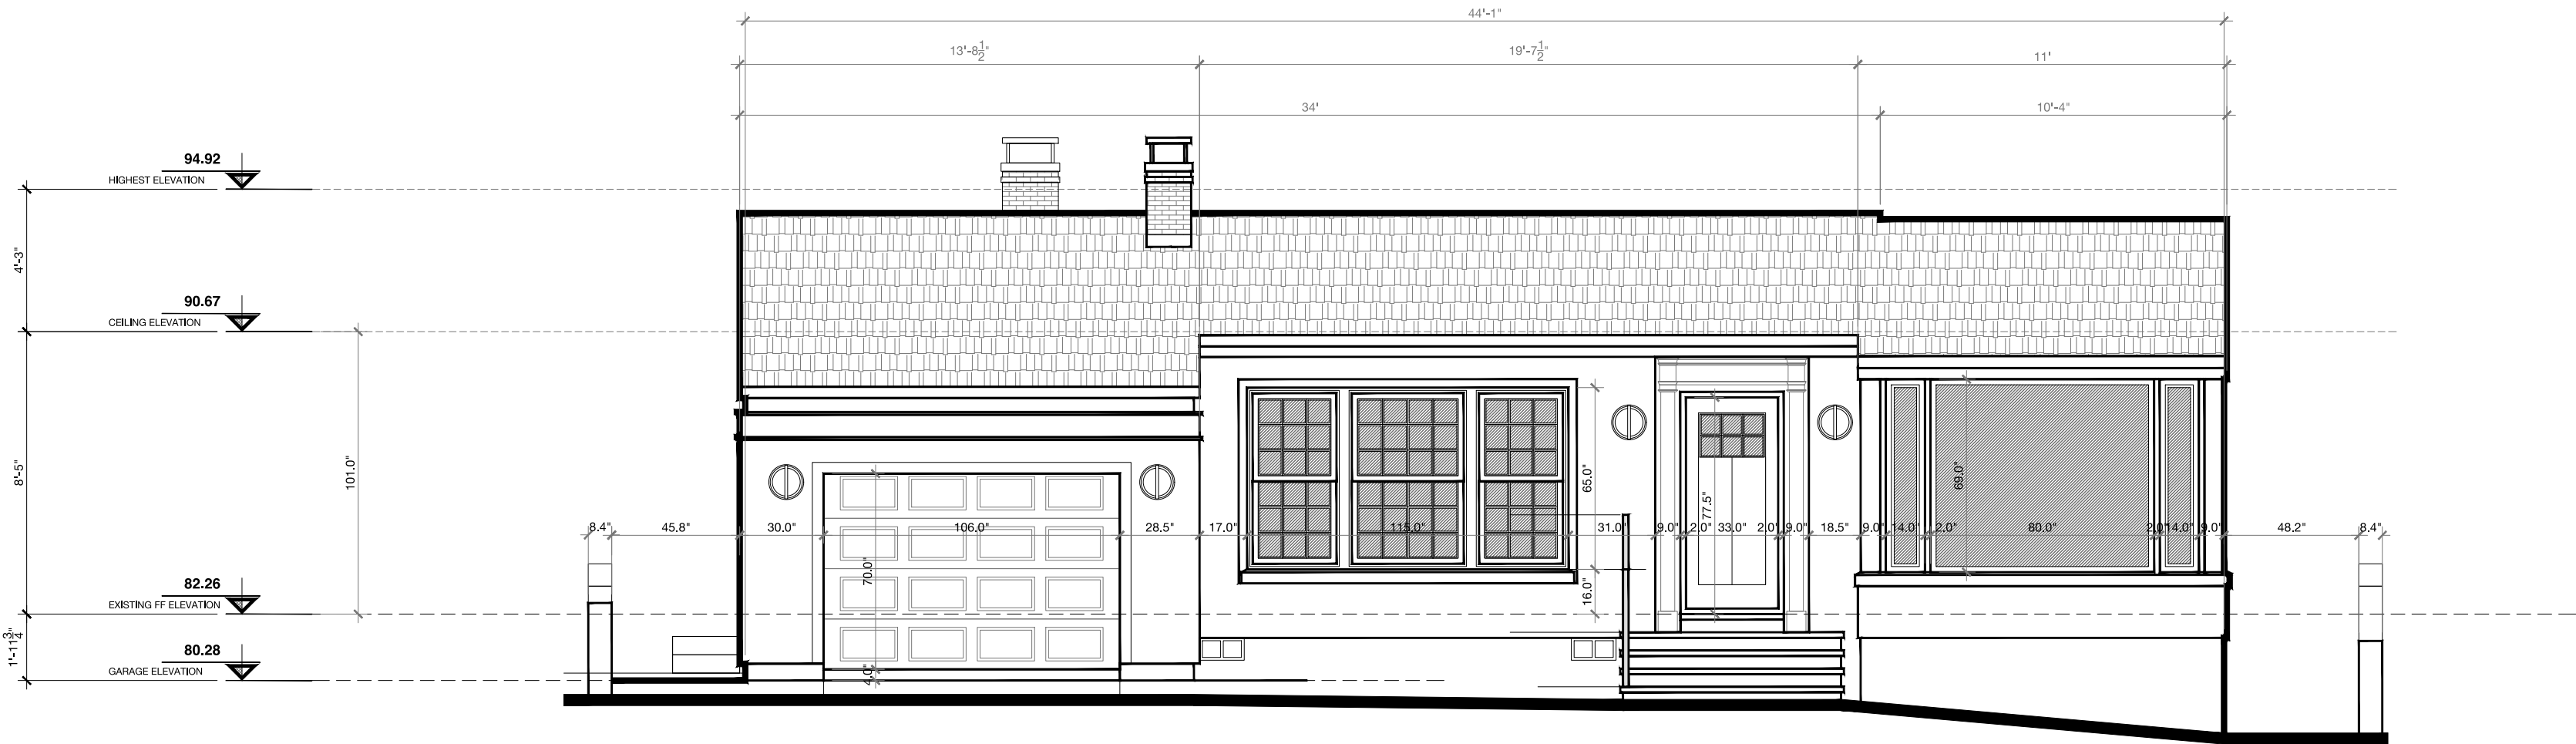 44'-1"
13'-8 1/2" 19'-7 1/2" 11'
34' 10'-4"
94.92
HIGHEST ELEVATION
4'-3"
90.67
CEILING ELEVATION
8'-5"
101.0"
65.0"
77.5"
69.0"
8.4" 45.8" 30.0" 106.0" 28.5" 17.0" 115.0" 31.0" 9.0" 2.0" 33.0" 2.0" 9.0" 18.5" 9.0" 14.0" 2.0" 80.0" 2.0" 14.0" 9.0" 48.2" 8.4"
70.0"
16.0"
82.26
EXISTING FF ELEVATION
1'-11 3/4"
80.28
GARAGE ELEVATION
4.0"